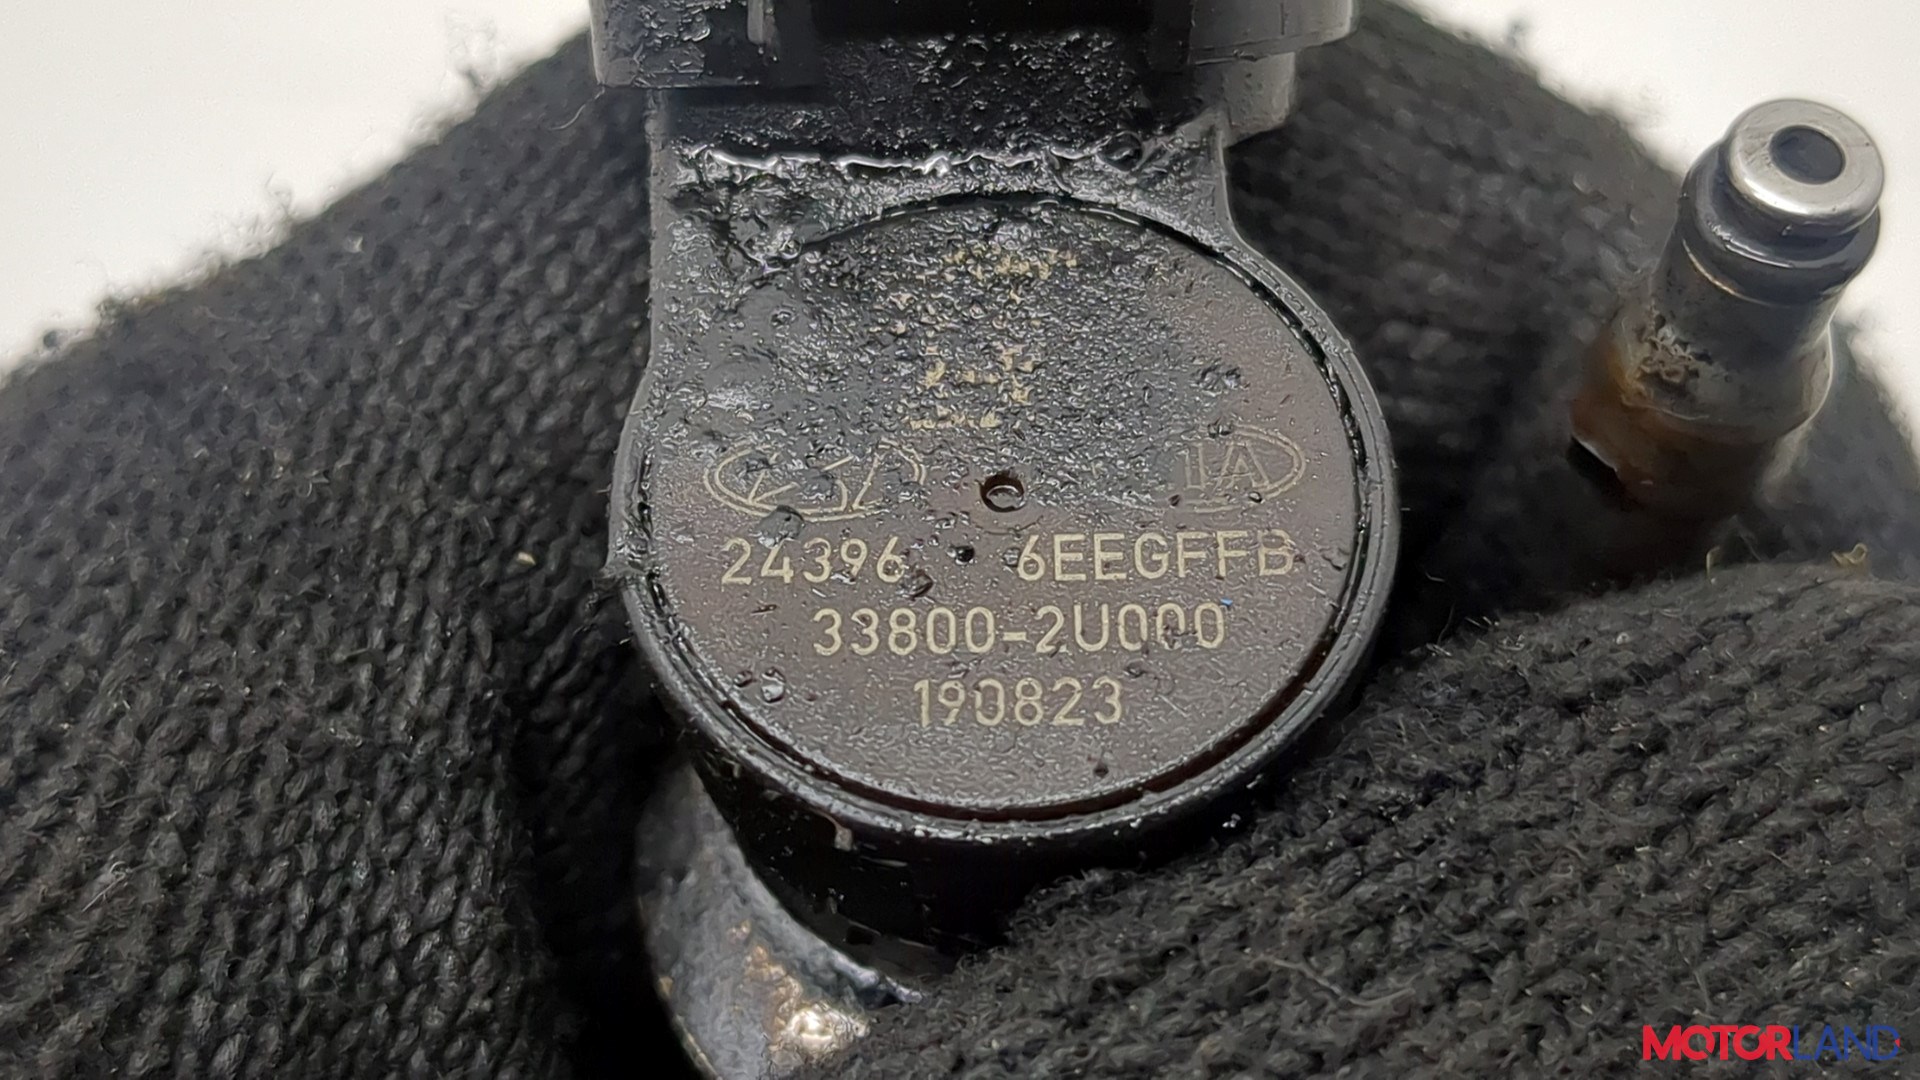 24396 6EEGFFB
33800-2U000
190823
MOTORLAND